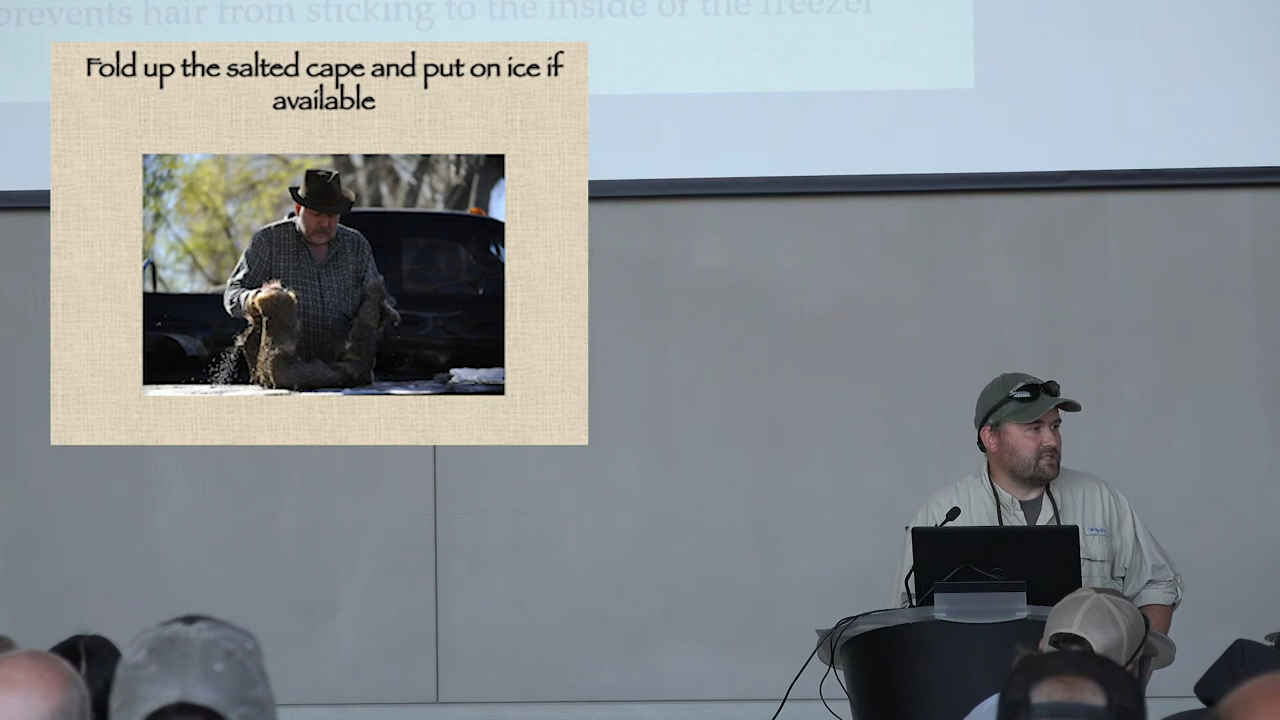 prevents hair from sticking to the inside of the freezer
Fold up the salted cape and put on ice if
available